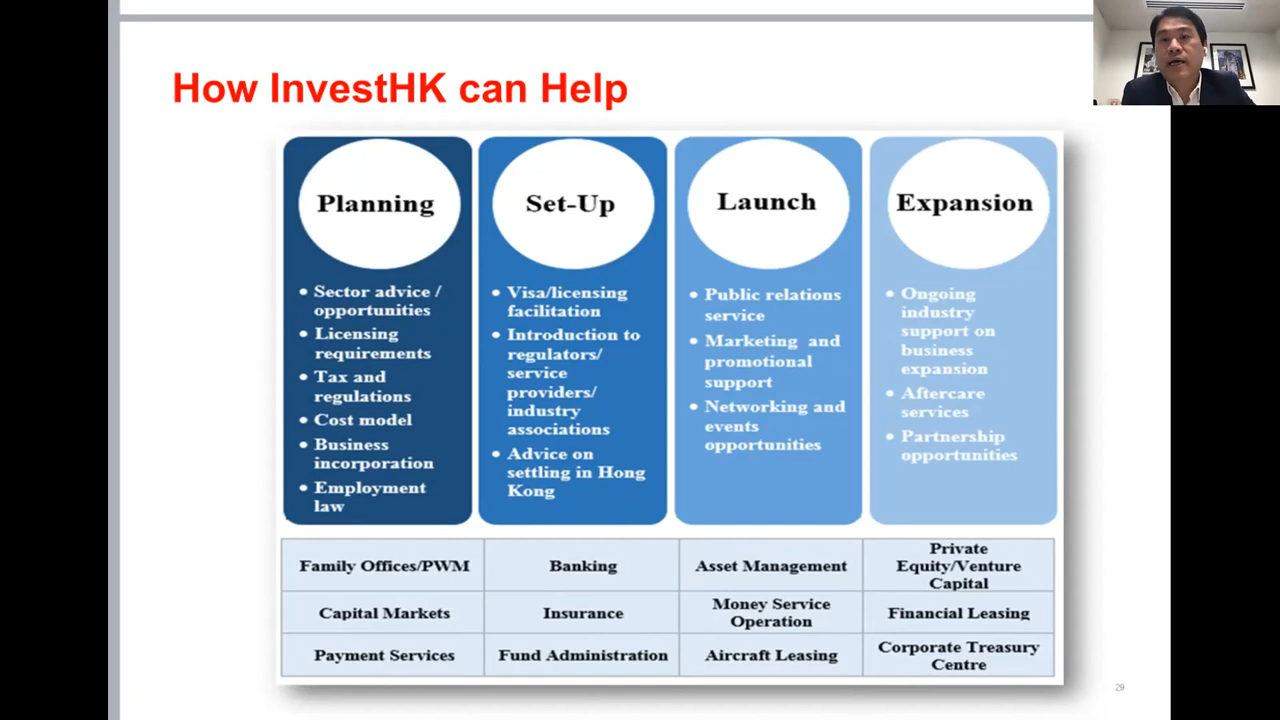 How InvestHK can Help
Planning
• Sector advice /
opportunities
• Licensing
requirements
• Tax and
regulations
• Cost model
• Business
incorporation
• Employment
law
Set-Up
• Visa/licensing
facilitation
• Introduction to
regulators/
service
providers/
industry
associations
• Advice on
settling in Hong
Kong
Launch
• Public relations
service
• Marketing and
promotional
support
• Networking and
events
opportunities
Expansion
• Ongoing
industry
support on
business
expansion
• Aftercare
services
• Partnership
opportunities
Family Offices/PWM
Banking
Asset Management
Private
Equity/Venture
Capital
Capital Markets
Insurance
Money Service
Operation
Financial Leasing
Payment Services
Fund Administration
Aircraft Leasing
Corporate Treasury
Centre
29